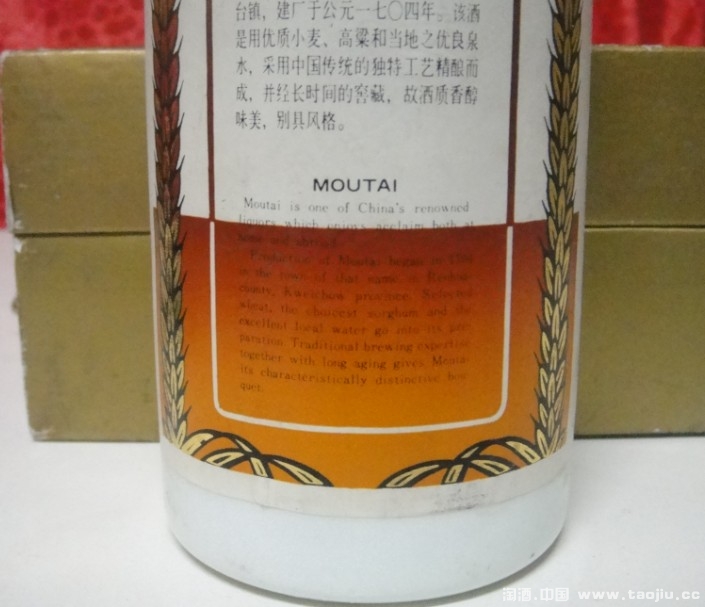 台镇，建厂于公元一七〇四年。该酒
是用优质小麦、高粱和当地之优良泉
水，采用中国传统的独特工艺精酿而
成，并经长时间的窖藏，故酒质香醇
味美，别具风格。
MOUTAI
Moutai is one of China's renowned
liquors which enjoys acclaim both at
home and abroad.
Production of Moutai began in 1704
in the town of that name in Renhuai
county, Kweichow province. Selected
wheat, the choicest sorghum and the
excellent local water go into its pre-
paration. Traditional brewing expertise
together with long aging gives Moutai
its characteristically distinctive bou-
quet.
淘酒.中国 www.taojiu.cc